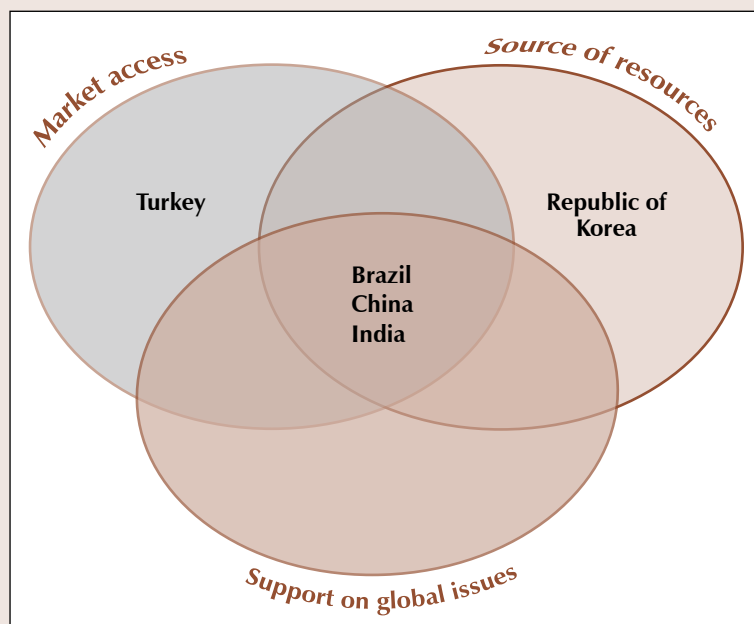 Market access
Source of resources
Turkey
Republic of
Korea
Brazil
China
India
Support on global issues